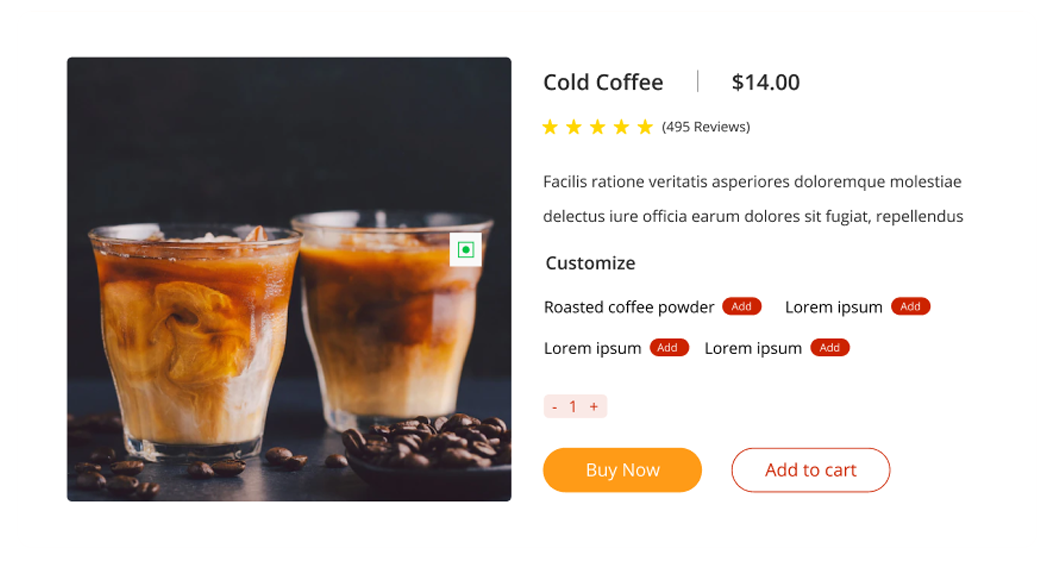 Cold Coffee | $14.00
(495 Reviews)
Facilis ratione veritatis asperiores doloremque molestiae
delectus iure officia earum dolores sit fugiat, repellendus
Customize
Roasted coffee powder Add Lorem ipsum Add
Lorem ipsum Add Lorem ipsum Add
- 1 +
Buy Now Add to cart